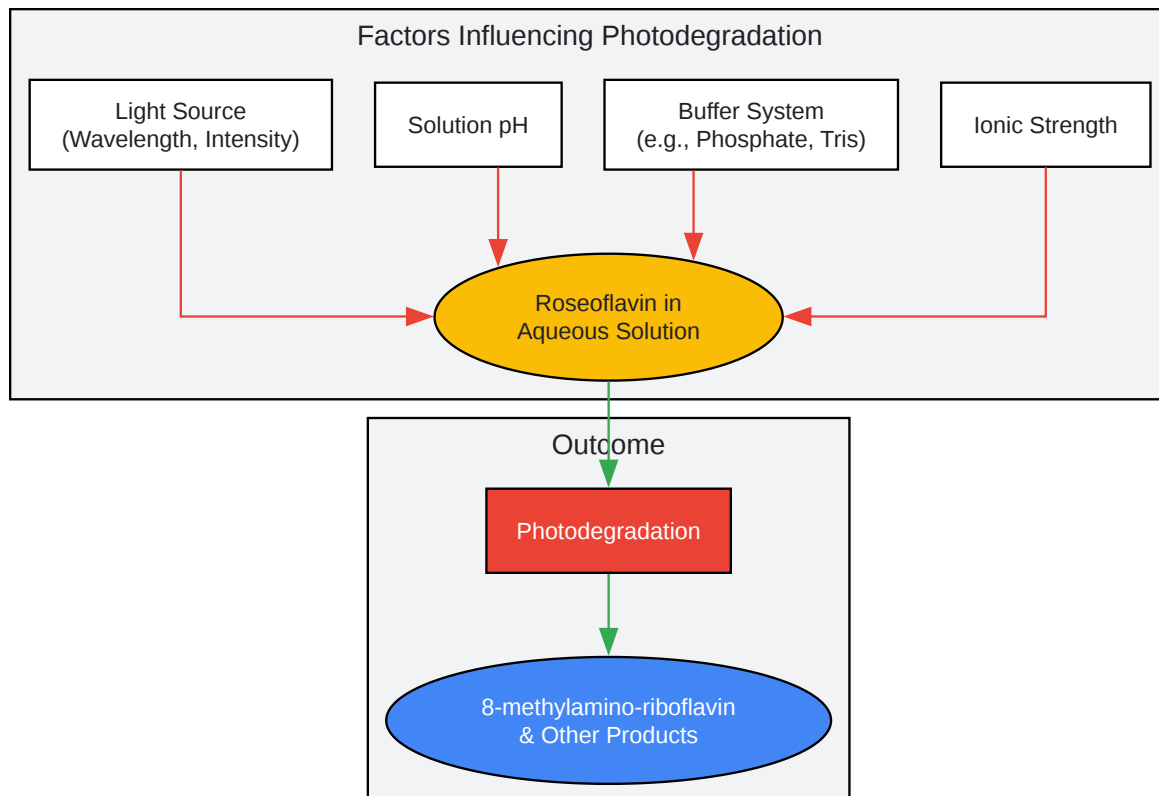 Factors Influencing Photodegradation
Light Source
(Wavelength, Intensity)
Solution pH
Buffer System
(e.g., Phosphate, Tris)
Ionic Strength
Roseoflavin in
Aqueous Solution
Outcome
Photodegradation
8-methylamino-riboflavin
& Other Products